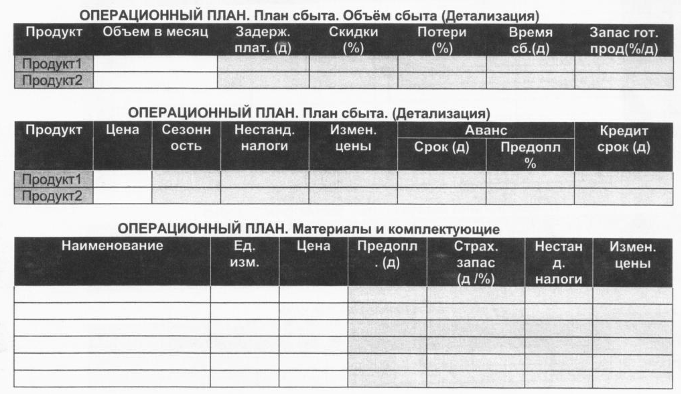 ОПЕРАЦИОННЫЙ ПЛАН. План сбыта. Объём сбыта (Детализация)
Продукт Объем в месяц Задерж. Скидки Потери Время Запас гот.
плат. (д) (%) (%) сб.(д) прод(%/д)
Продукт1
Продукт2
ОПЕРАЦИОННЫЙ ПЛАН. План сбыта. (Детализация)
Продукт Цена Сезонн Нестанд. Измен. Аванс Кредит
ость налоги цены Срок (д) Предопл срок (д)
%
Продукт1
Продукт2
ОПЕРАЦИОННЫЙ ПЛАН. Материалы и комплектующие
Наименование Ед. Цена Предопл Страх. Нестан Измен.
изм. . (д) запас д. цены
(д /%) налоги